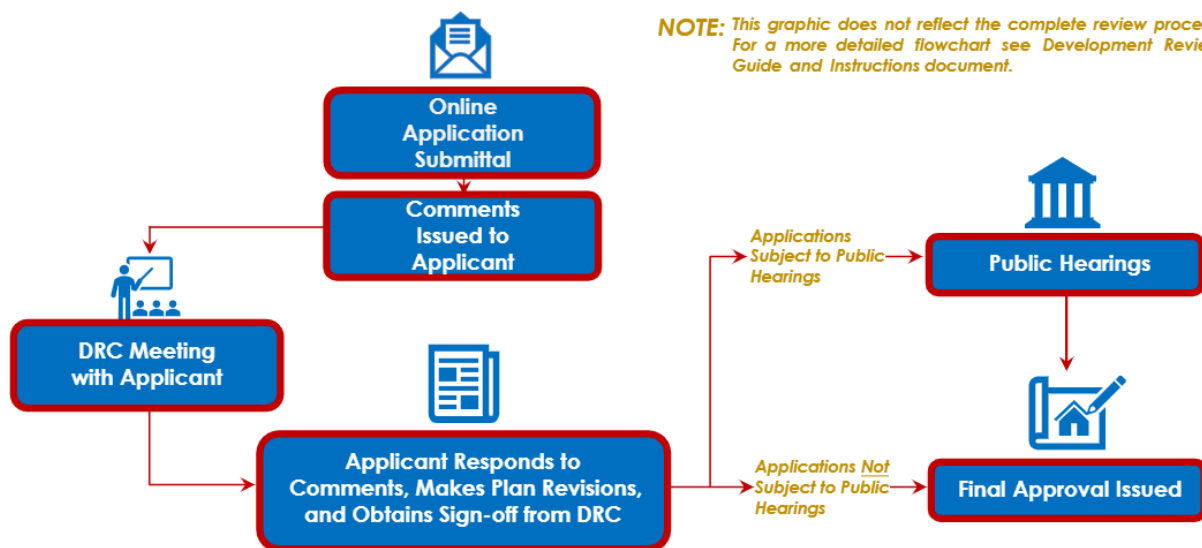 NOTE: This graphic does not reflect the complete review proce
For a more detailed flowchart see Development Revie
Guide and Instructions document.
Online
Application
Submittal
Comments
Issued to
Applicant
DRC Meeting
with Applicant
Applicant Responds to
Comments, Makes Plan Revisions,
and Obtains Sign-off from DRC
Applications
Subject to Public
Hearings
Public Hearings
Applications Not
Subject to Public
Hearings
Final Approval Issued